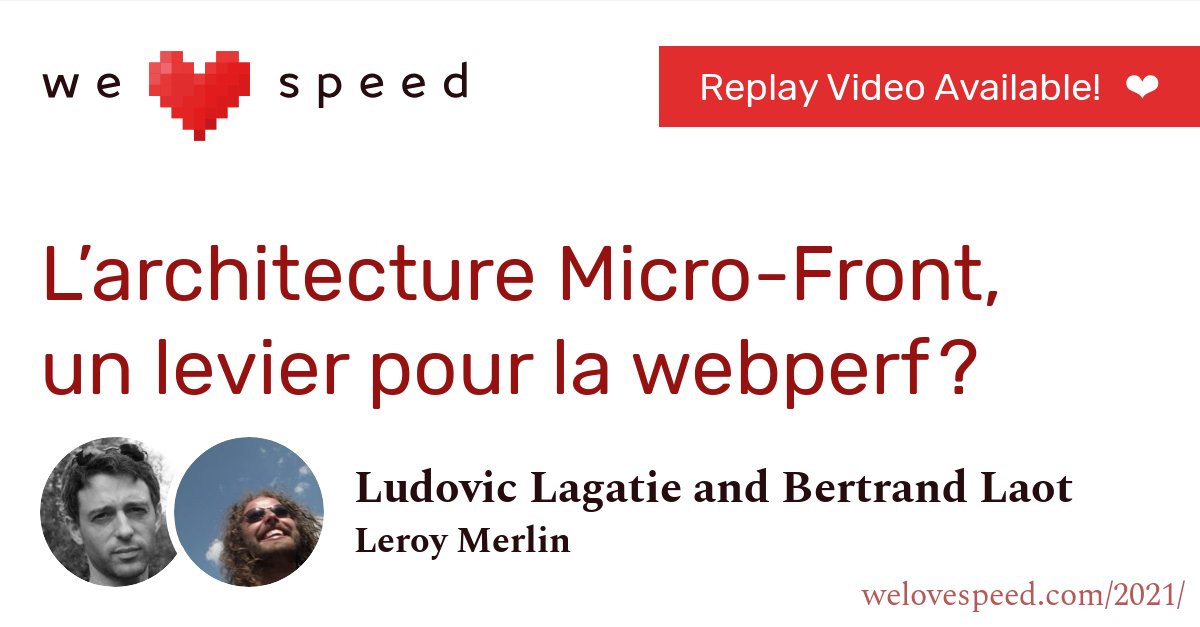 we ❤ speed
Replay Video Available! ❤
L’architecture Micro-Front,
un levier pour la webperf ?
Ludovic Lagatie and Bertrand Laot
Leroy Merlin
welovespeed.com/2021/